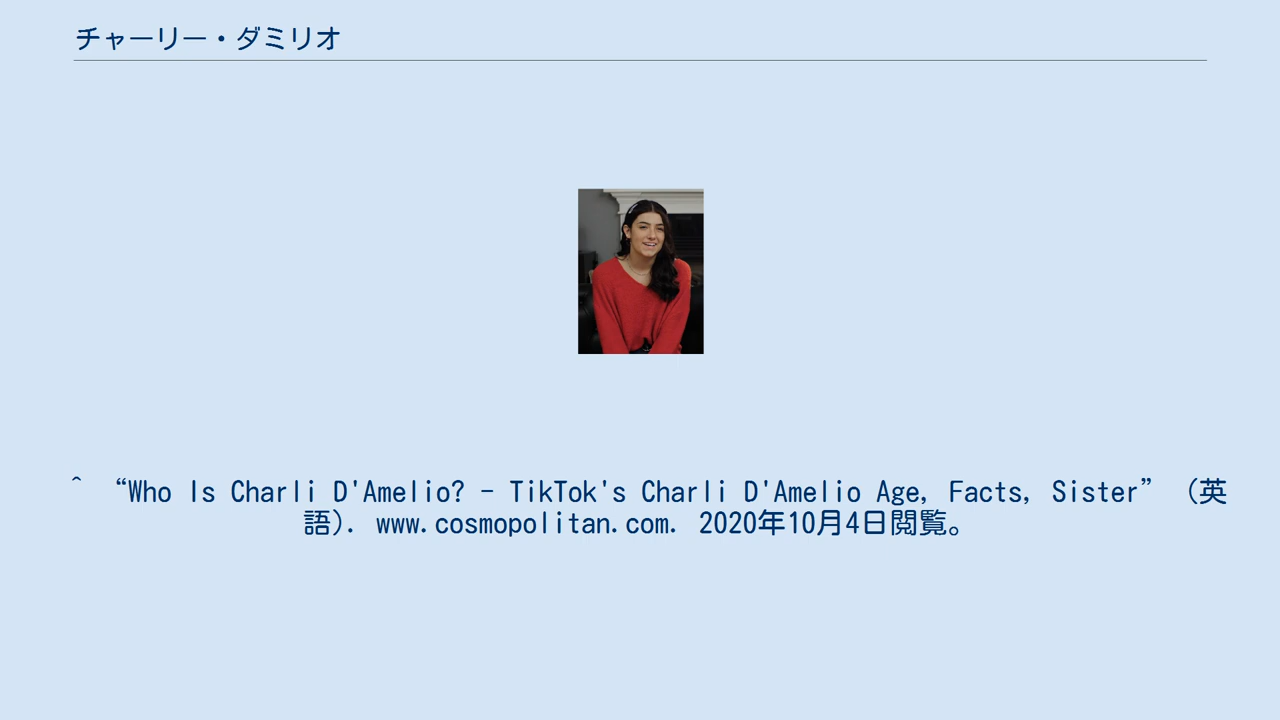 チャーリー・ダミリオ
^ “Who Is Charli D'Amelio? - TikTok's Charli D'Amelio Age, Facts, Sister” (英
語). www.cosmopolitan.com. 2020年10月4日閲覧。